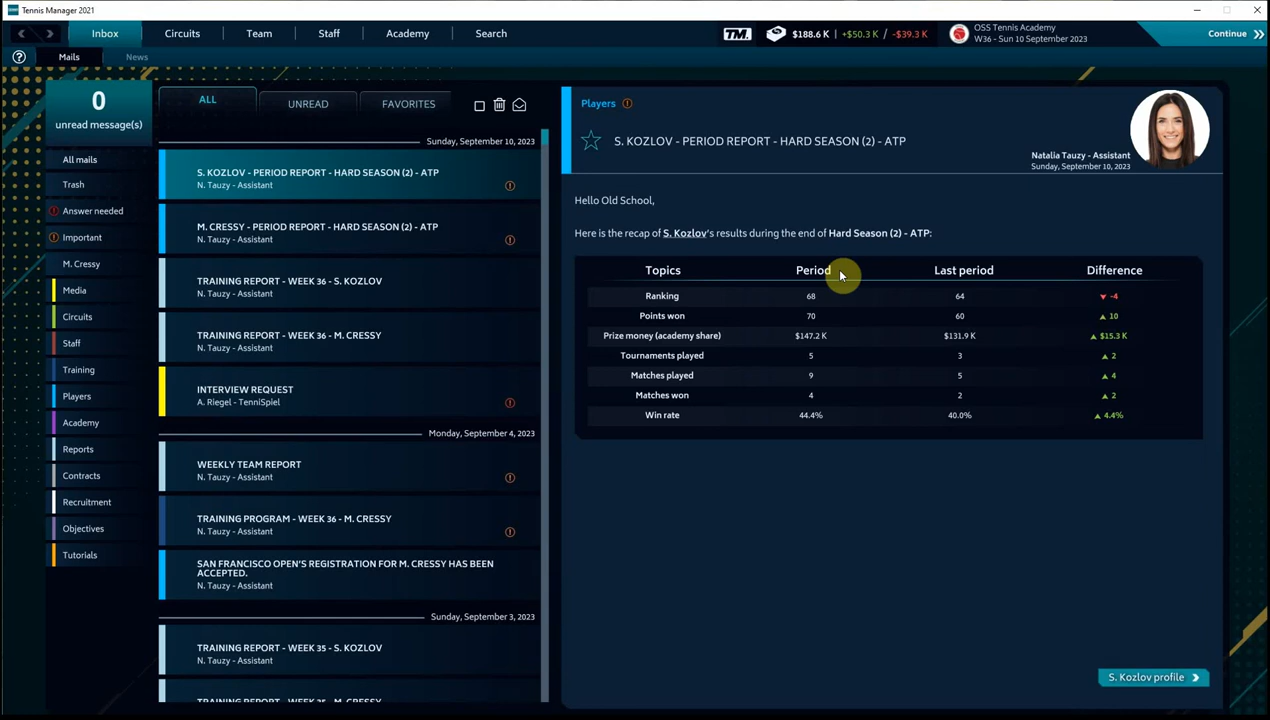 Tennis Manager 2021
Inbox
Circuits
Team
Staff
Academy
Search
TM.
$188.6 K
+$50.3 K / -$39.3 K
OSS Tennis Academy
W36 - Sun 10 September 2023
Continue
Mails
News
0
unread message(s)
All mails
Trash
Answer needed
Important
M. Cressy
Media
Circuits
Staff
Training
Players
Academy
Reports
Contracts
Recruitment
Objectives
Tutorials
ALL
UNREAD
FAVORITES
Sunday, September 10, 2023
S. KOZLOV - PERIOD REPORT - HARD SEASON (2) - ATP
N. Tauzy - Assistant
M. CRESSY - PERIOD REPORT - HARD SEASON (2) - ATP
N. Tauzy - Assistant
TRAINING REPORT - WEEK 36 - S. KOZLOV
N. Tauzy - Assistant
TRAINING REPORT - WEEK 36 - M. CRESSY
N. Tauzy - Assistant
INTERVIEW REQUEST
A. Riegel - TenniSpiel
Monday, September 4, 2023
WEEKLY TEAM REPORT
N. Tauzy - Assistant
TRAINING PROGRAM - WEEK 36 - M. CRESSY
N. Tauzy - Assistant
SAN FRANCISCO OPEN'S REGISTRATION FOR M. CRESSY HAS BEEN
ACCEPTED.
N. Tauzy - Assistant
Sunday, September 3, 2023
TRAINING REPORT - WEEK 35 - S. KOZLOV
N. Tauzy - Assistant
TRAINING REPORT - WEEK 35 - M. CRESSY
Players
S. KOZLOV - PERIOD REPORT - HARD SEASON (2) - ATP
Natalia Tauzy - Assistant
Sunday, September 10, 2023
Hello Old School,
Here is the recap of S. Kozlov's results during the end of Hard Season (2) - ATP:
Topics Period Last period Difference
Ranking 68 64 -4
Points won 70 60 10
Prize money (academy share) $147.2 K $131.9 K $15.3 K
Tournaments played 5 3 2
Matches played 9 5 4
Matches won 4 2 2
Win rate 44.4% 40.0% 4.4%
S. Kozlov profile